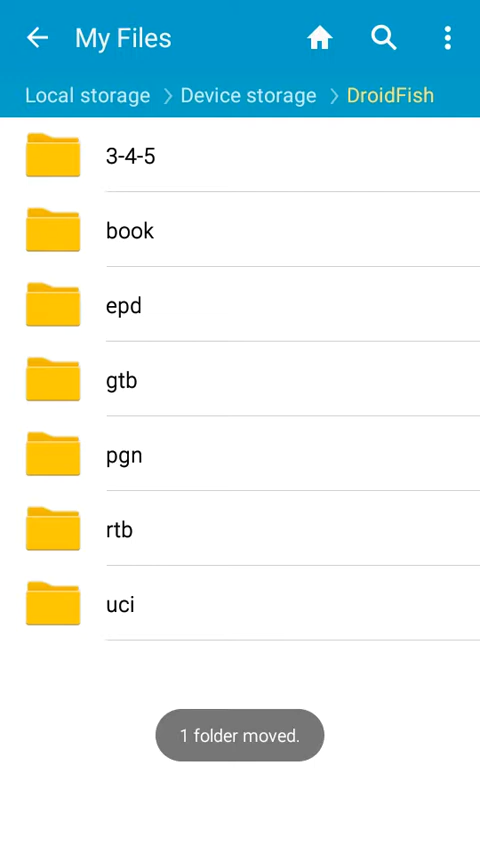 My Files
Local storage > Device storage > DroidFish
3-4-5
book
epd
gtb
pgn
rtb
uci
1 folder moved.